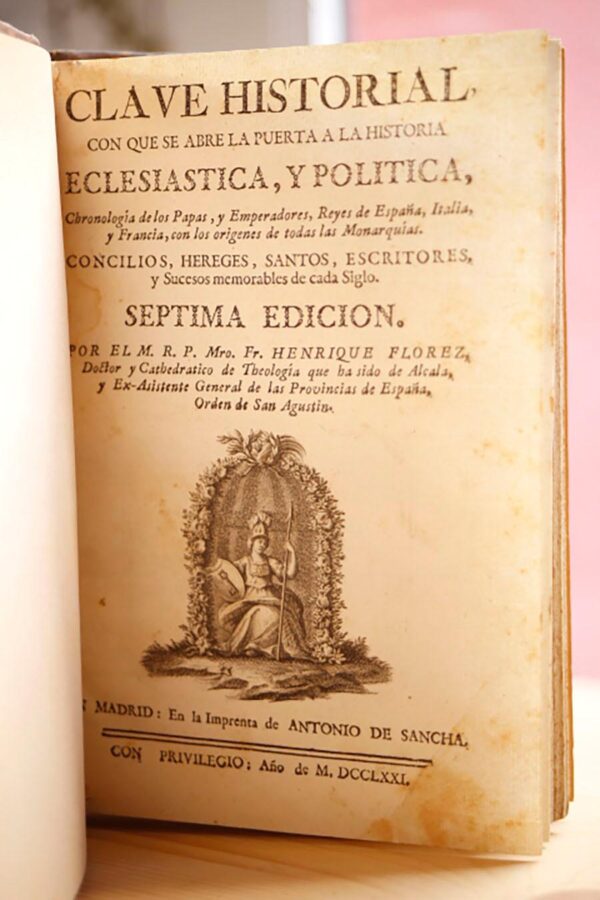 CLAVE HISTORIAL,
CON QUE SE ABRE LA PUERTA A LA HISTORIA
ECLESIASTICA, Y POLITICA,
Chronología de los Papas, y Emperadores, Reyes de España, Italia,
y Francia, con los origenes de todas las Monarquías.
CONCILIOS, HEREGES, SANTOS, ESCRITORES,
y Sucesos memorables de cada Siglo.
SEPTIMA EDICION.
POR EL M. R. P. Mro. Fr. HENRIQUE FLOREZ,
Doctor y Cathedratico de Theología que ha sido de Alcala,
y Ex-Asistente General de las Provincias de España,
Orden de San Agustin.
N MADRID: En la Imprenta de ANTONIO DE SANCHA.
CON PRIVILEGIO: Año de M. DCCLXXI.